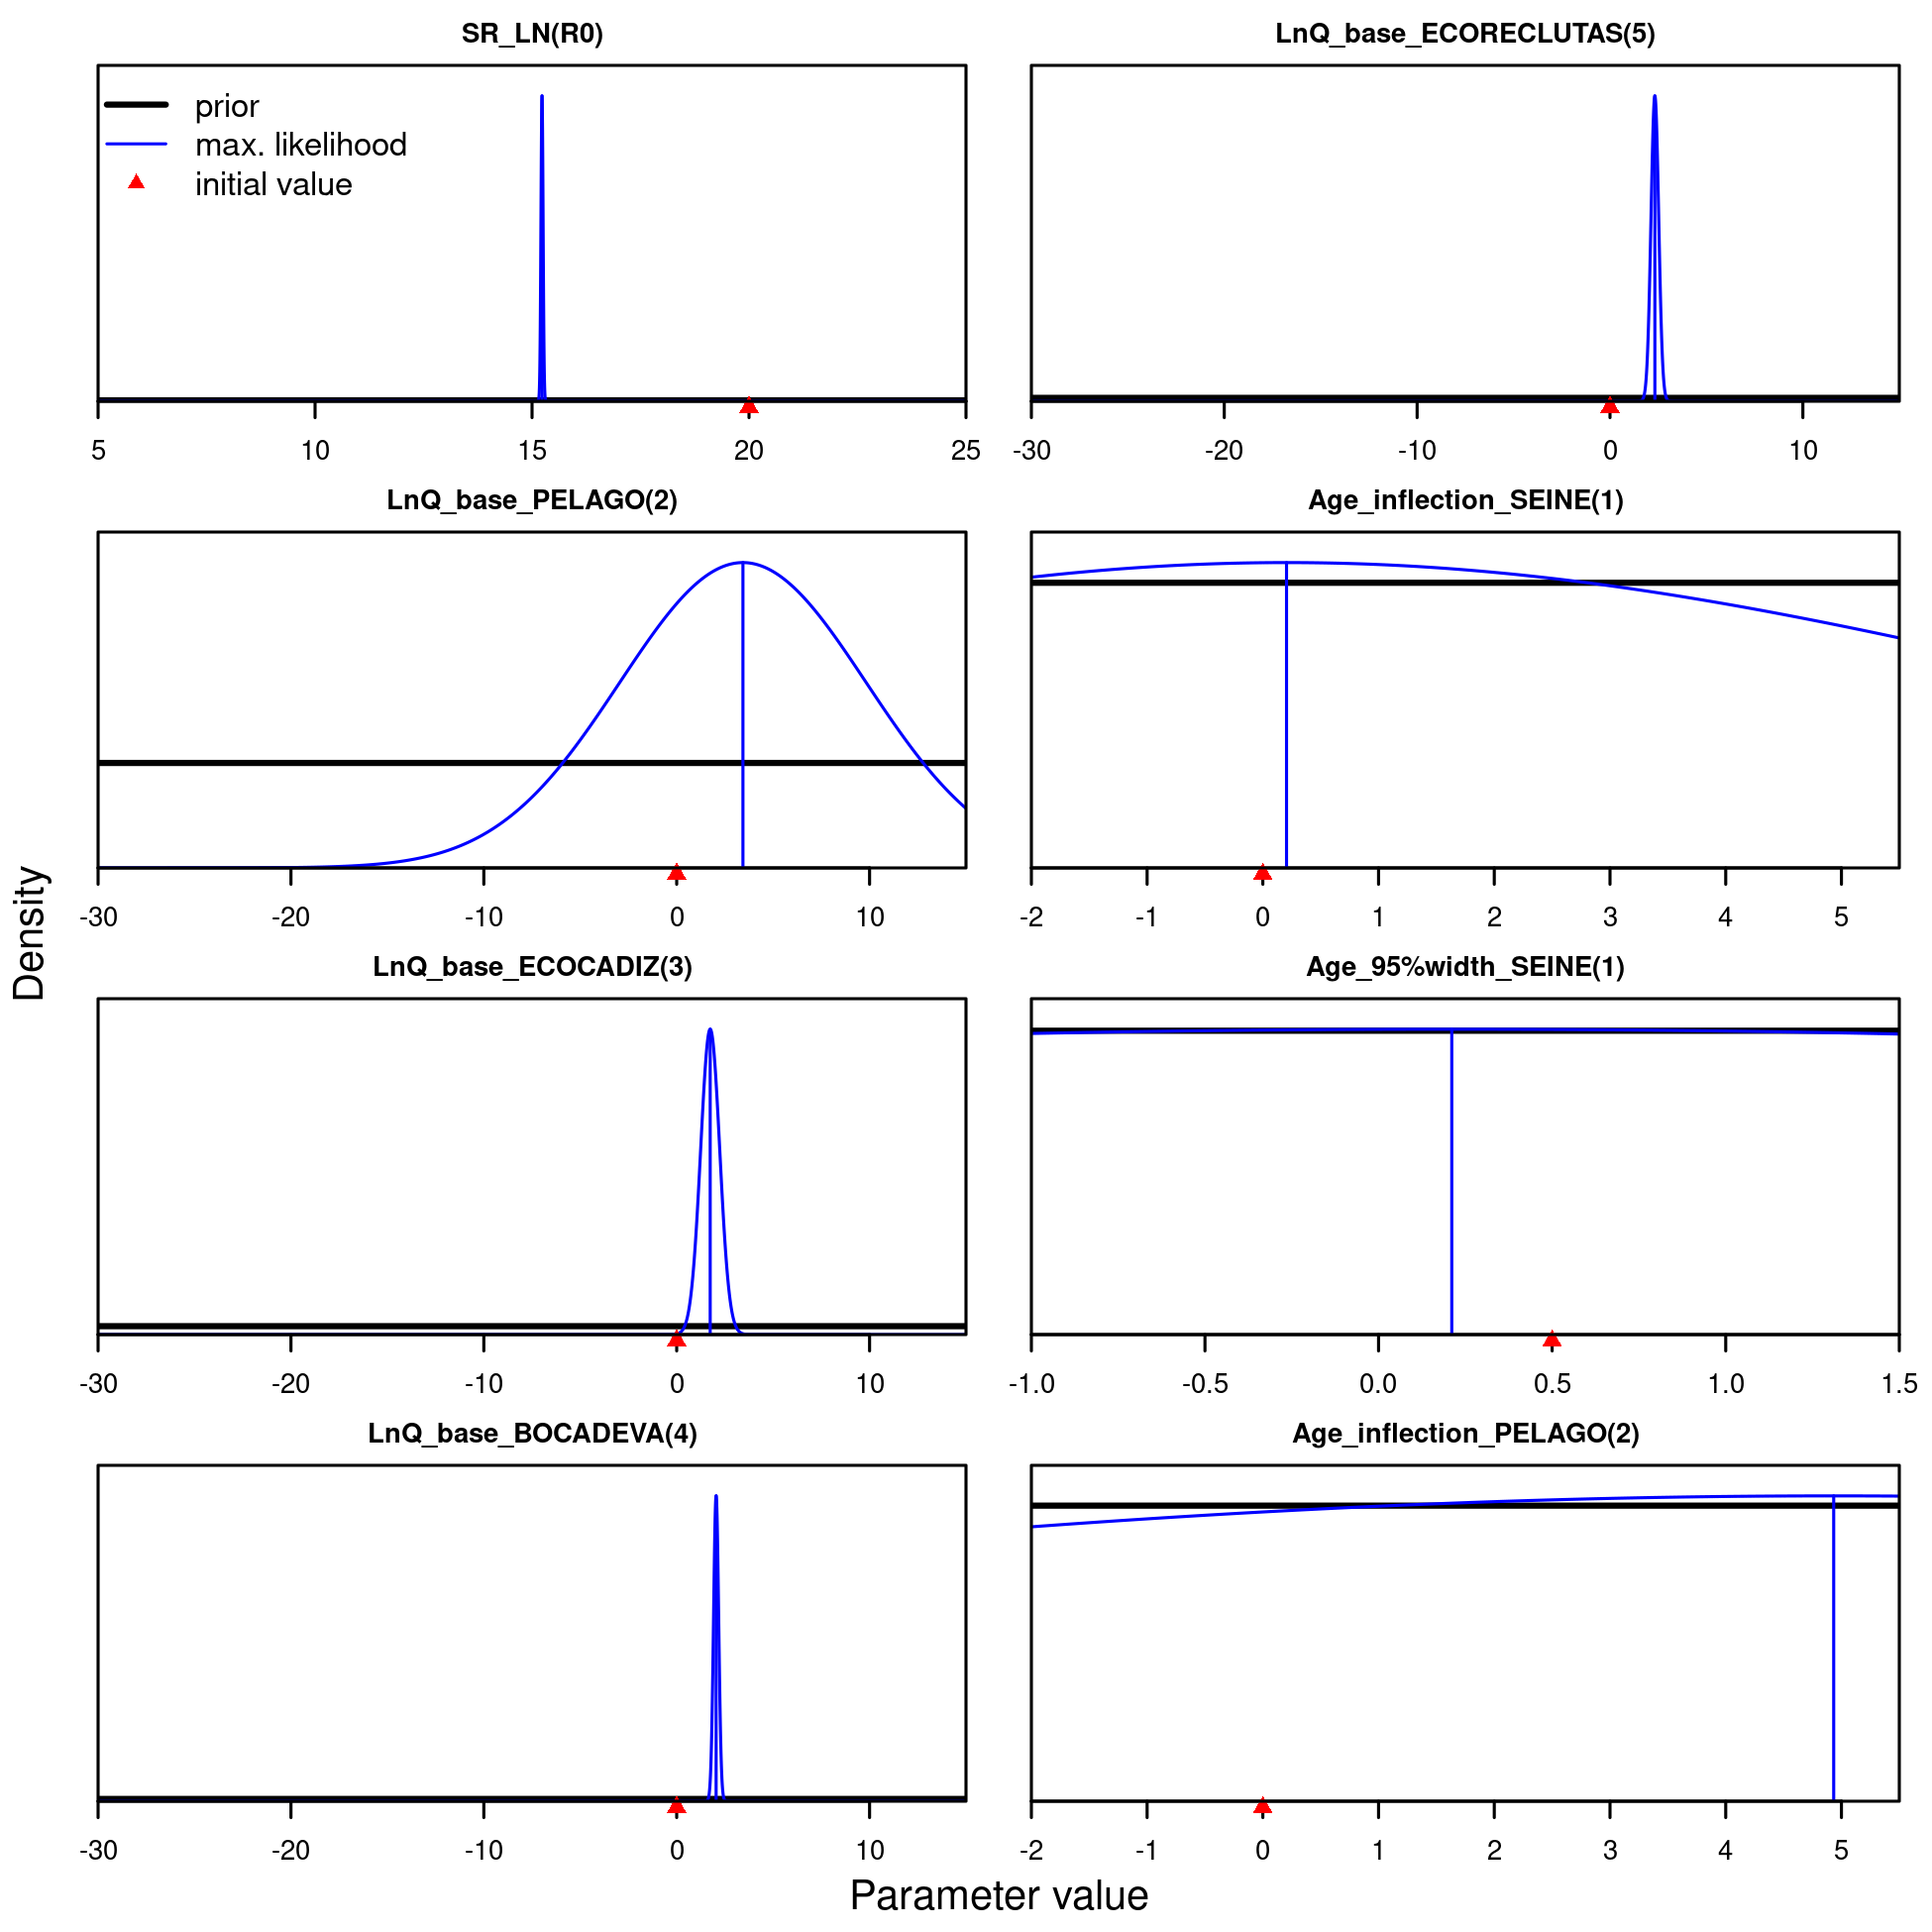 SR_LN(R0)
prior
max. likelihood
initial value
5 10 15 20 25
LnQ_base_ECORECLUTAS(5)
-30 -20 -10 0 10
LnQ_base_PELAGO(2)
-30 -20 -10 0 10
Age_inflection_SEINE(1)
-2 -1 0 1 2 3 4 5
LnQ_base_ECOCADIZ(3)
-30 -20 -10 0 10
Age_95%width_SEINE(1)
-1.0 -0.5 0.0 0.5 1.0 1.5
LnQ_base_BOCADEVA(4)
-30 -20 -10 0 10
Age_inflection_PELAGO(2)
-2 -1 0 1 2 3 4 5
Density
Parameter value